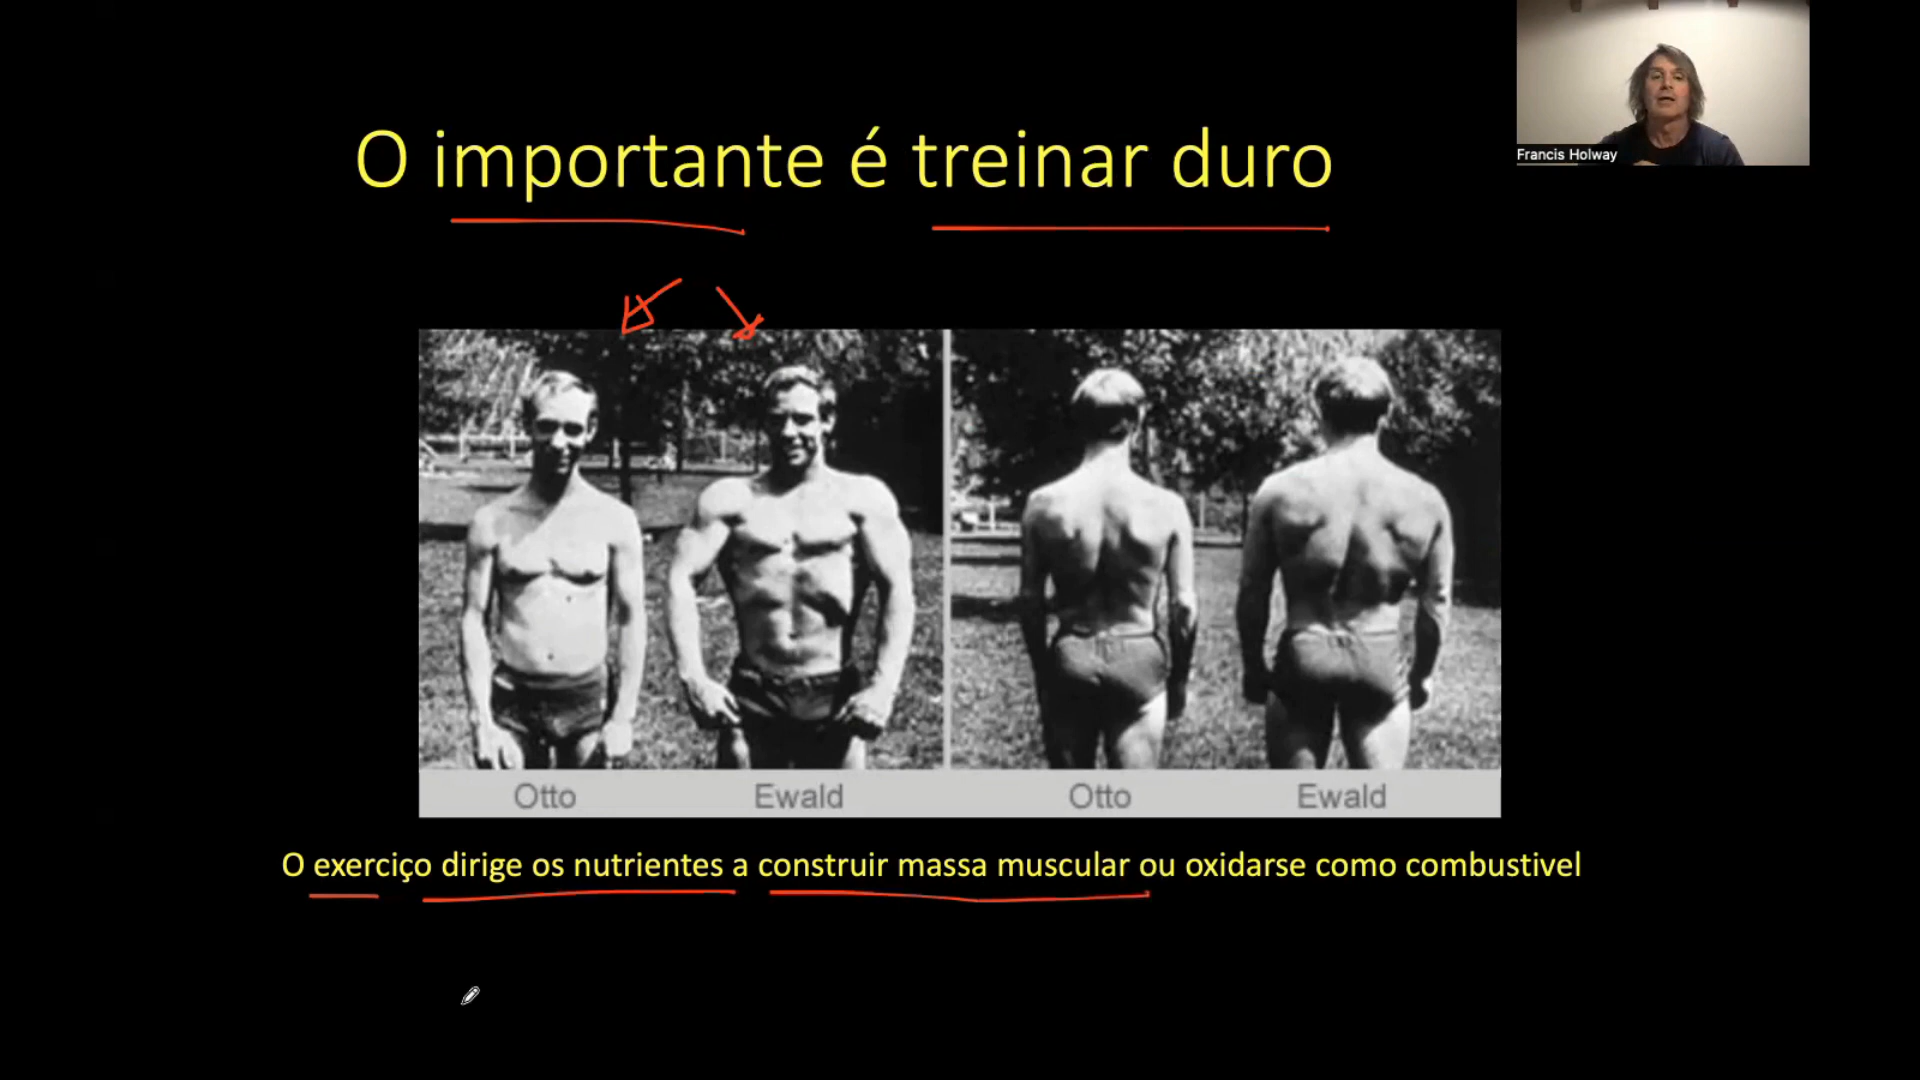 O importante é treinar duro
Francis Holway
Otto Ewald Otto Ewald
O exerciço dirige os nutrientes a construir massa muscular ou oxidarse como combustivel